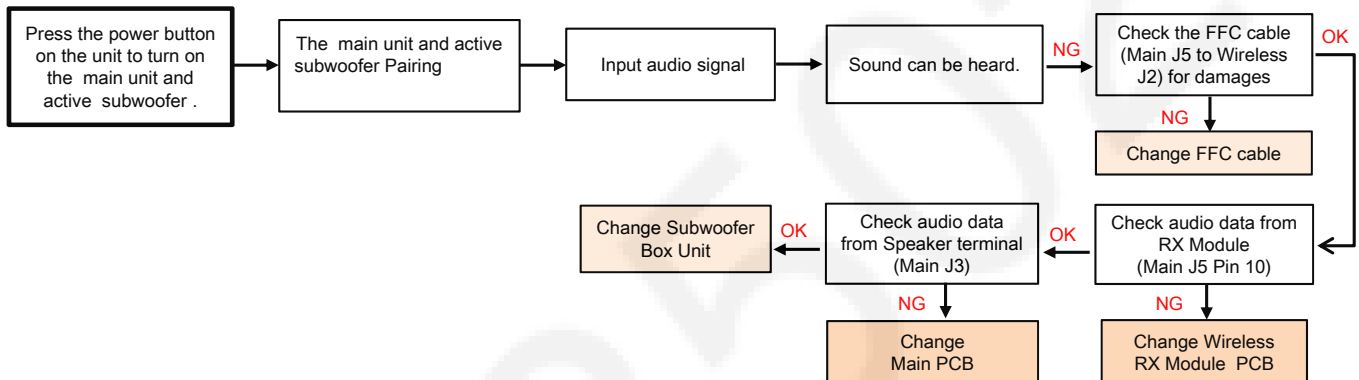 Press the power button
on the unit to turn on
the main unit and
active subwoofer .
The main unit and active
subwoofer Pairing
Input audio signal
Sound can be heard.
NG
Check the FFC cable
(Main J5 to Wireless
J2) for damages
OK
NG
Change FFC cable
Check audio data from
RX Module
(Main J5 Pin 10)
OK
NG
Change Wireless
RX Module PCB
Check audio data
from Speaker terminal
(Main J3)
OK
NG
Change
Main PCB
Change Subwoofer
Box Unit